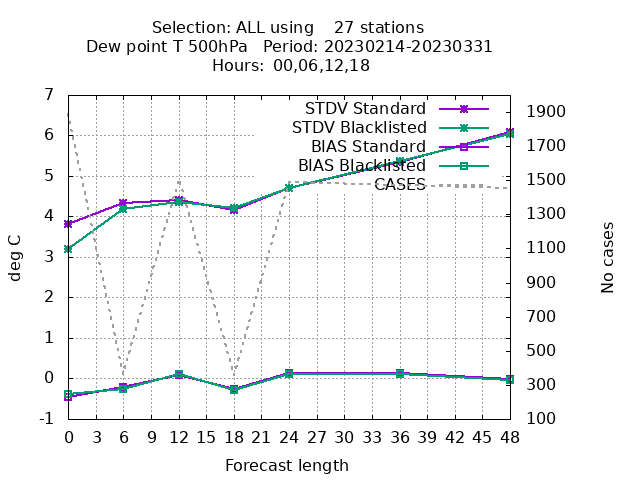 Selection: ALL using    27 stations
Dew point T 500hPa   Period: 20230214-20230331
Hours:  00,06,12,18
STDV Standard
STDV Blacklisted
BIAS Standard
BIAS Blacklisted
CASES
deg C
7
6
5
4
3
2
1
0
-1
No cases
1900
1700
1500
1300
1100
900
700
500
300
100
0 3 6 9 12 15 18 21 24 27 30 33 36 39 42 45 48
Forecast length